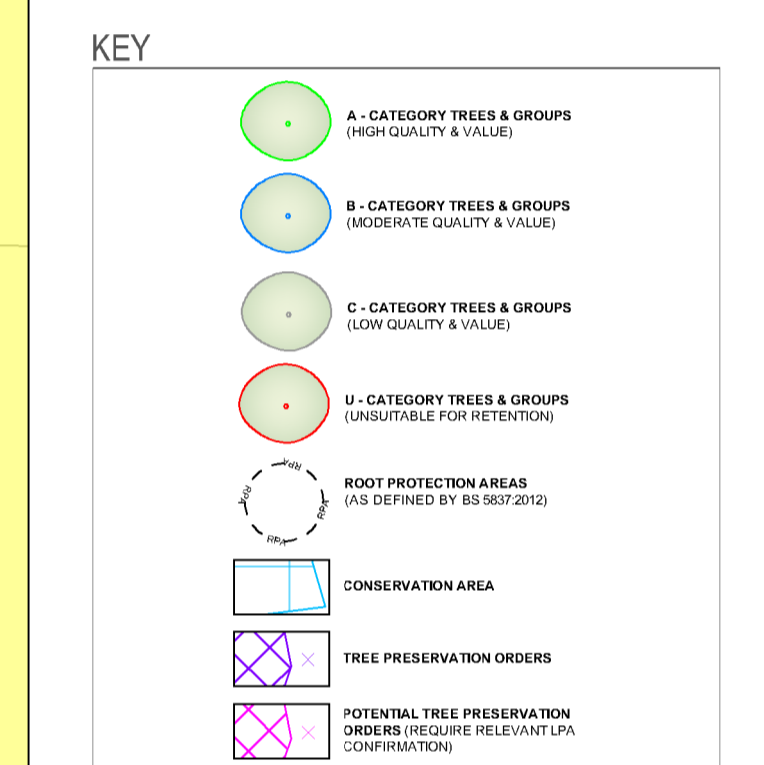 KEY
A - CATEGORY TREES & GROUPS
(HIGH QUALITY & VALUE)
B - CATEGORY TREES & GROUPS
(MODERATE QUALITY & VALUE)
C - CATEGORY TREES & GROUPS
(LOW QUALITY & VALUE)
U - CATEGORY TREES & GROUPS
(UNSUITABLE FOR RETENTION)
RPA
RPA
RPA
RPA
ROOT PROTECTION AREAS
(AS DEFINED BY BS 5837:2012)
CONSERVATION AREA
TREE PRESERVATION ORDERS
POTENTIAL TREE PRESERVATION
ORDERS (REQUIRE RELEVANT LPA
CONFIRMATION)